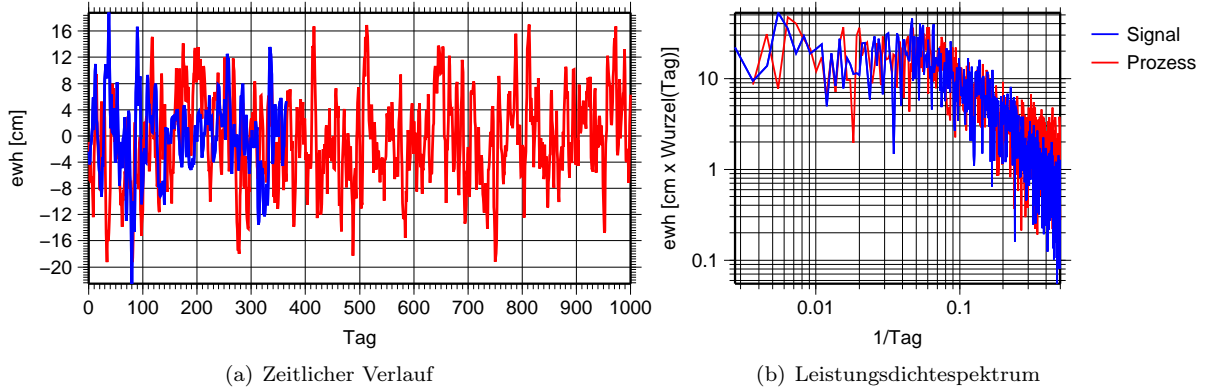 16
12
8
4
0
−4
−8
−12
−16
−20
ewh [cm]
0 100 200 300 400 500 600 700 800 900 1000
Tag
(a) Zeitlicher Verlauf
10
1
0.1
ewh [cm x Wurzel(Tag)]
0.01 0.1
1/Tag
(b) Leistungsdichtespektrum
Signal
Prozess